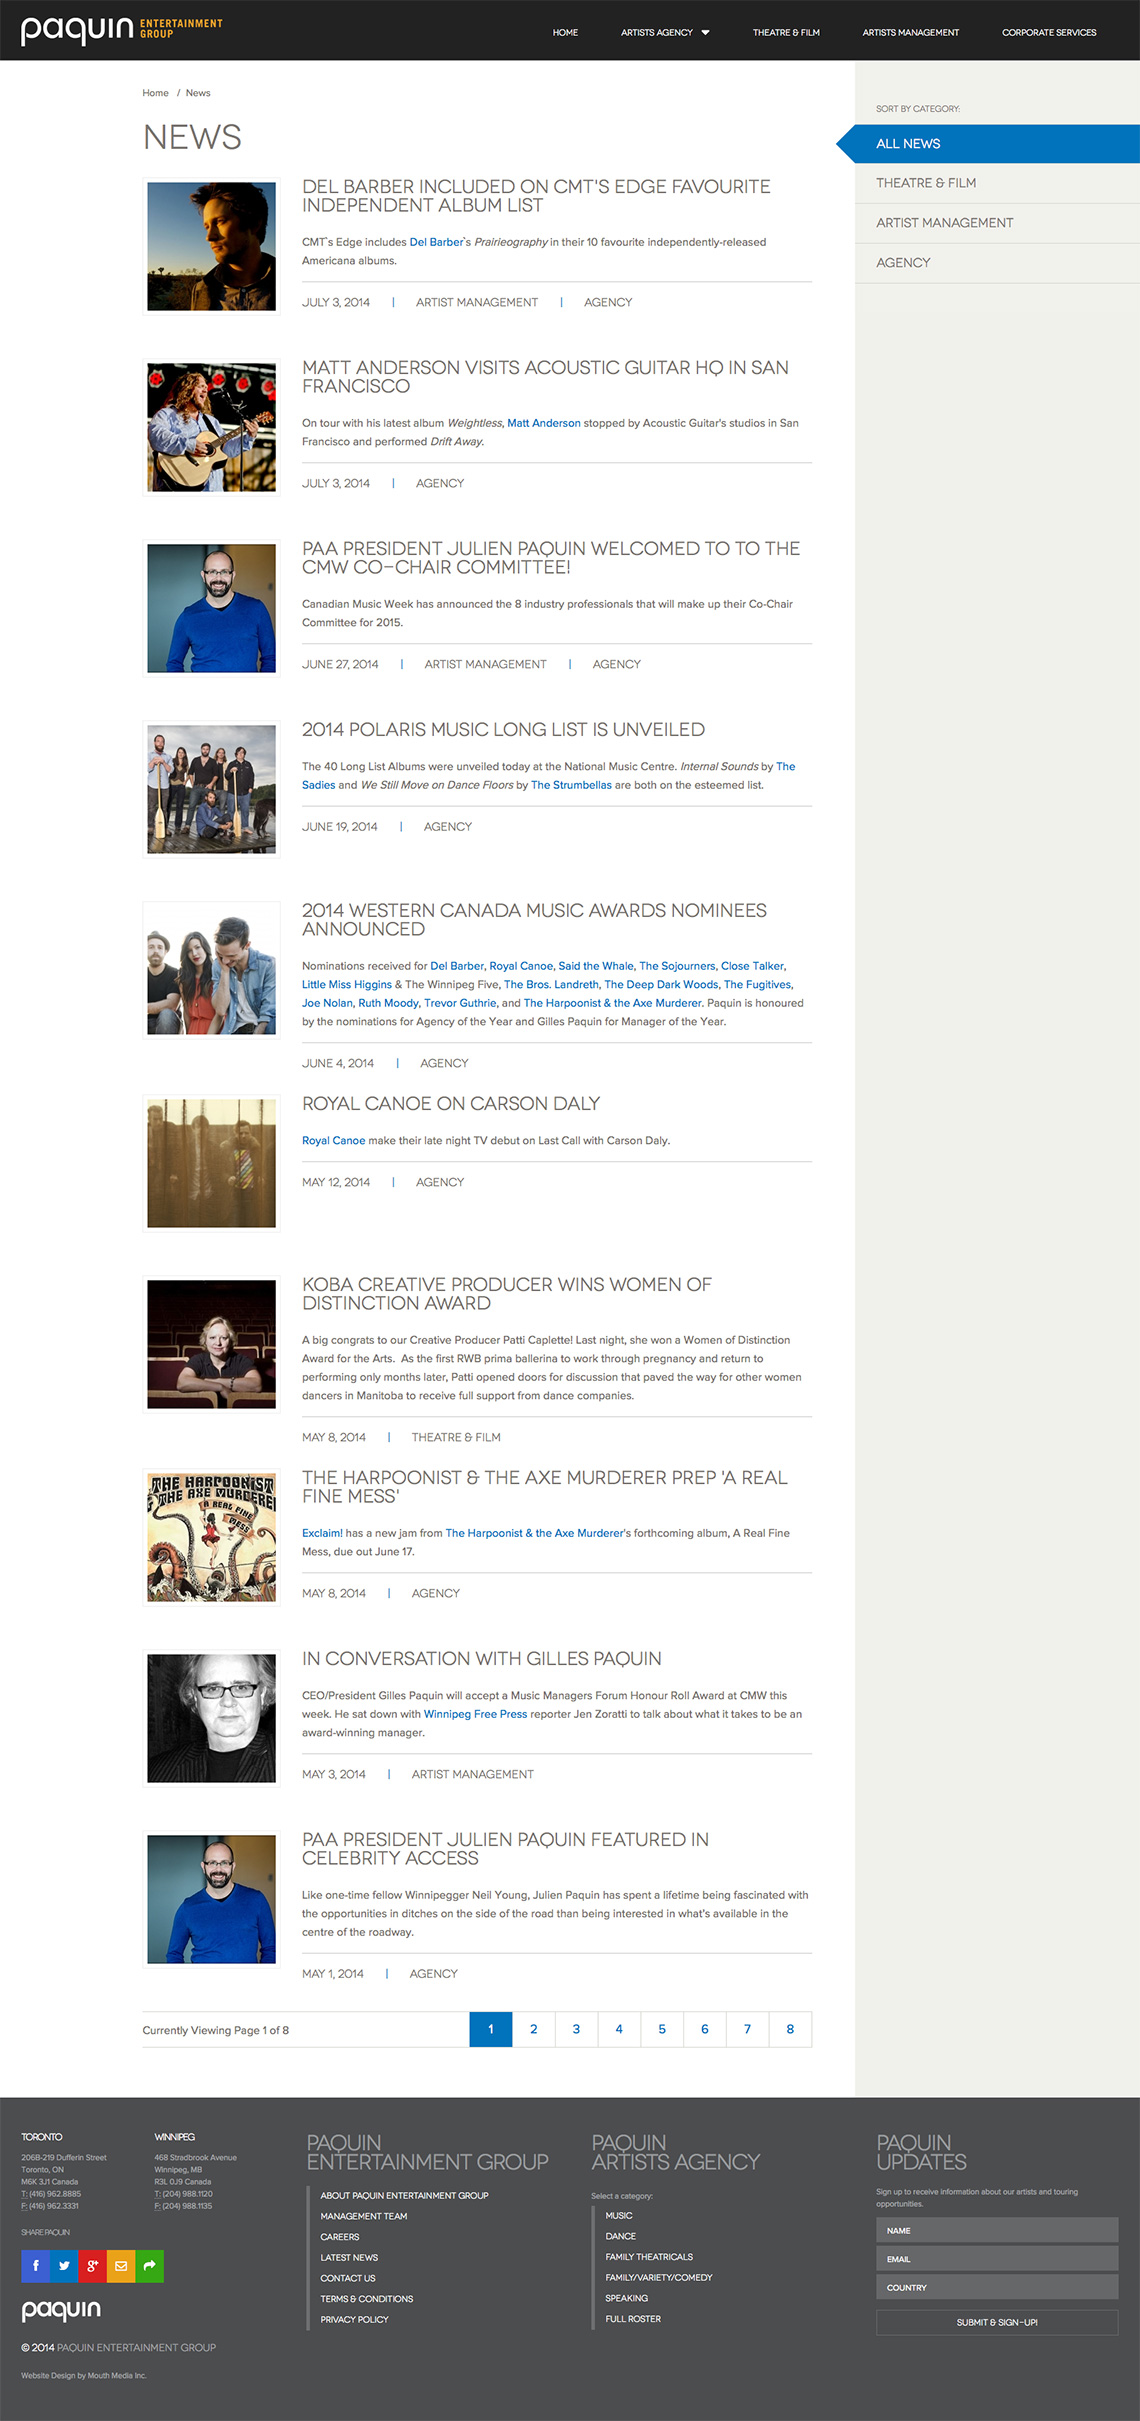 paquin ENTERTAINMENT GROUP
HOME ARTISTS AGENCY THEATRE & FILM ARTISTS MANAGEMENT CORPORATE SERVICES
Home / News
NEWS
SORT BY CATEGORY:
ALL NEWS
THEATRE & FILM
ARTIST MANAGEMENT
AGENCY
DEL BARBER INCLUDED ON CMT'S EDGE FAVOURITE
INDEPENDENT ALBUM LIST
CMT`s Edge includes Del Barber`s Prairieography in their 10 favourite independently-released
Americana albums.
JULY 3, 2014 | ARTIST MANAGEMENT | AGENCY
MATT ANDERSON VISITS ACOUSTIC GUITAR HQ IN SAN
FRANCISCO
On tour with his latest album Weightless, Matt Anderson stopped by Acoustic Guitar's studios in San
Francisco and performed Drift Away.
JULY 3, 2014 | AGENCY
PAA PRESIDENT JULIEN PAQUIN WELCOMED TO TO THE
CMW CO-CHAIR COMMITTEE!
Canadian Music Week has announced the 8 industry professionals that will make up their Co-Chair
Committee for 2015.
JUNE 27, 2014 | ARTIST MANAGEMENT | AGENCY
2014 POLARIS MUSIC LONG LIST IS UNVEILED
The 40 Long List Albums were unveiled today at the National Music Centre. Internal Sounds by The
Sadies and We Still Move on Dance Floors by The Strumbellas are both on the esteemed list.
JUNE 19, 2014 | AGENCY
2014 WESTERN CANADA MUSIC AWARDS NOMINEES
ANNOUNCED
Nominations received for Del Barber, Royal Canoe, Said the Whale, The Sojourners, Close Talker,
Little Miss Higgins & The Winnipeg Five, The Bros. Landreth, The Deep Dark Woods, The Fugitives,
Joe Nolan, Ruth Moody, Trevor Guthrie, and The Harpoonist & the Axe Murderer. Paquin is honoured
by the nominations for Agency of the Year and Gilles Paquin for Manager of the Year.
JUNE 4, 2014 | AGENCY
ROYAL CANOE ON CARSON DALY
Royal Canoe make their late night TV debut on Last Call with Carson Daly.
MAY 12, 2014 | AGENCY
KOBA CREATIVE PRODUCER WINS WOMEN OF
DISTINCTION AWARD
A big congrats to our Creative Producer Patti Caplette! Last night, she won a Women of Distinction
Award for the Arts. As the first RWB prima ballerina to work through pregnancy and return to
performing only months later, Patti opened doors for discussion that paved the way for other women
dancers in Manitoba to receive full support from dance companies.
MAY 8, 2014 | THEATRE & FILM
THE HARPOONIST
THE AXE MURDERER
A REAL FINE
MESS
THE HARPOONIST & THE AXE MURDERER PREP 'A REAL
FINE MESS'
Exclaim! has a new jam from The Harpoonist & the Axe Murderer's forthcoming album, A Real Fine
Mess, due out June 17.
MAY 8, 2014 | AGENCY
IN CONVERSATION WITH GILLES PAQUIN
CEO/President Gilles Paquin will accept a Music Managers Forum Honour Roll Award at CMW this
week. He sat down with Winnipeg Free Press reporter Jen Zoratti to talk about what it takes to be an
award-winning manager.
MAY 3, 2014 | ARTIST MANAGEMENT
PAA PRESIDENT JULIEN PAQUIN FEATURED IN
CELEBRITY ACCESS
Like one-time fellow Winnipegger Neil Young, Julien Paquin has spent a lifetime being fascinated with
the opportunities in ditches on the side of the road than being interested in what's available in the
centre of the roadway.
MAY 1, 2014 | AGENCY
Currently Viewing Page 1 of 8 1 2 3 4 5 6 7 8
TORONTO
206B-219 Dufferin Street
Toronto, ON
M6K 3J1 Canada
T: (416) 962.8885
F: (416) 962.3331
WINNIPEG
468 Stradbrook Avenue
Winnipeg, MB
R3L 0J9 Canada
T: (204) 988.1120
F: (204) 988.1135
SHARE PAQUIN
paquin
© 2014 PAQUIN ENTERTAINMENT GROUP
Website Design by Mouth Media Inc.
PAQUIN
ENTERTAINMENT GROUP
ABOUT PAQUIN ENTERTAINMENT GROUP
MANAGEMENT TEAM
CAREERS
LATEST NEWS
CONTACT US
TERMS & CONDITIONS
PRIVACY POLICY
PAQUIN
ARTISTS AGENCY
Select a category:
MUSIC
DANCE
FAMILY THEATRICALS
FAMILY/VARIETY/COMEDY
SPEAKING
FULL ROSTER
PAQUIN
UPDATES
Sign up to receive information about our artists and touring
opportunities.
NAME
EMAIL
COUNTRY
SUBMIT & SIGN-UP!